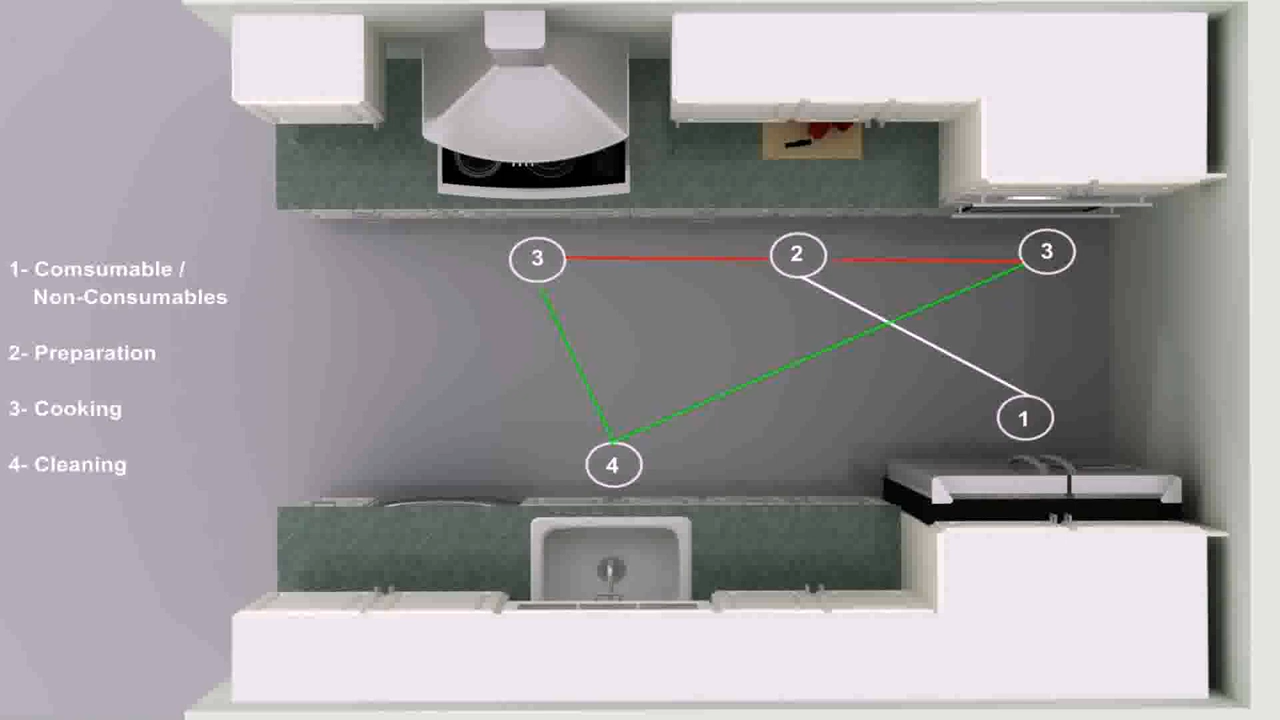 3
2
3
1- Comsumable /
Non-Consumables
2- Preparation
3- Cooking
1
4- Cleaning
4